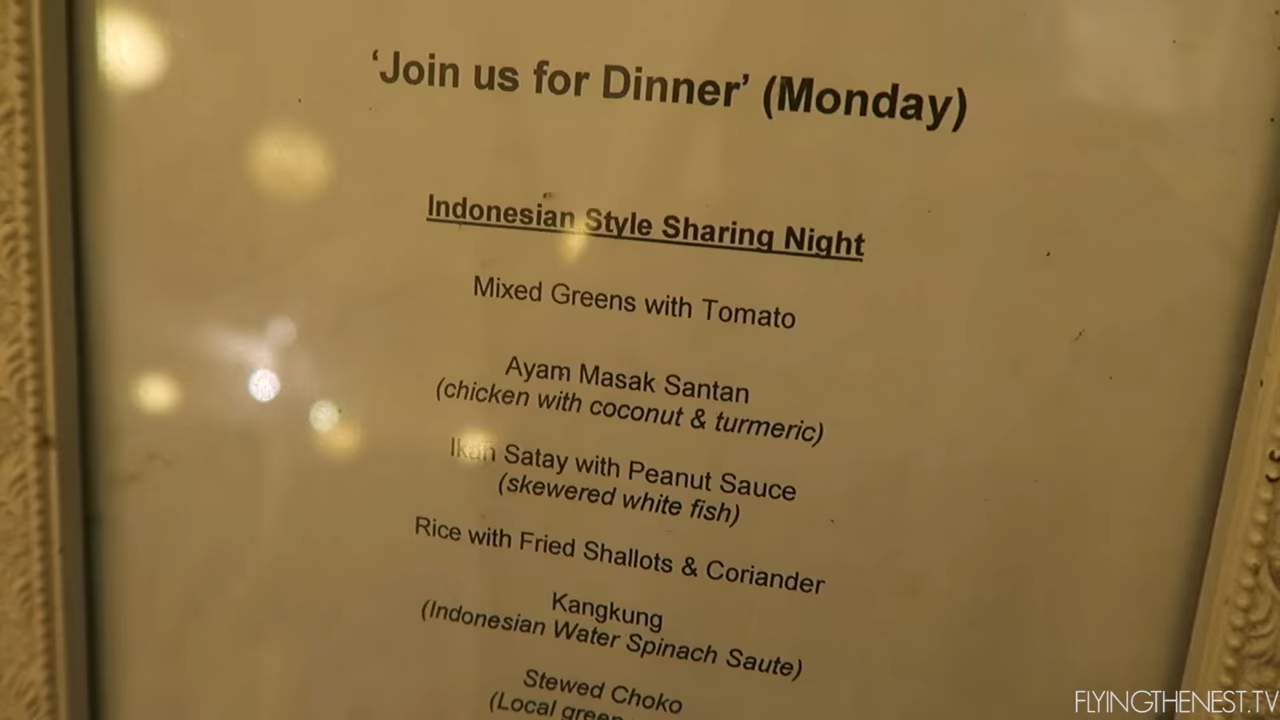 ‘Join us for Dinner’ (Monday)
Indonesian Style Sharing Night
Mixed Greens with Tomato
Ayam Masak Santan
(chicken with coconut & turmeric)
Ikan Satay with Peanut Sauce
(skewered white fish)
Rice with Fried Shallots & Coriander
Kangkung
(Indonesian Water Spinach Saute)
Stewed Choko
(Local green
FLYINGTHENEST.TV